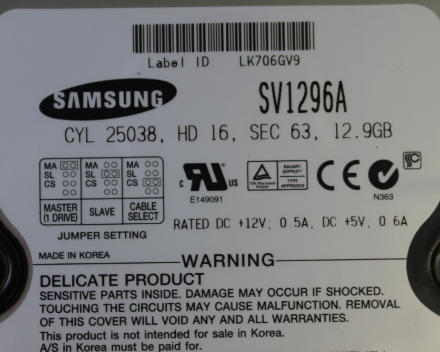 Label ID: LK706GV9
SAMSUNG SV1296A
CYL 25038, HD 16, SEC 63, 12.9GB
MA MA MA
SL SL SL
CS CS CS
MASTER (1 DRIVE) SLAVE CABLE SELECT
JUMPER SETTING
c RU US
E149091
BAUART GEPRÜFT
TYPE APPROVED
CE
N363
RATED DC +12V; 0.5A, DC +5V, 0.6A
MADE IN KOREA
WARNING
DELICATE PRODUCT
SENSITIVE PARTS INSIDE. DAMAGE MAY OCCUR IF SHOCKED.
TOUCHING THE CIRCUITS MAY CAUSE MALFUNCTION. REMOVAL
OF THIS COVER WILL VOID ANY AND ALL WARRANTIES.
This product is not intended for sale in Korea.
A/S in Korea must be paid for.